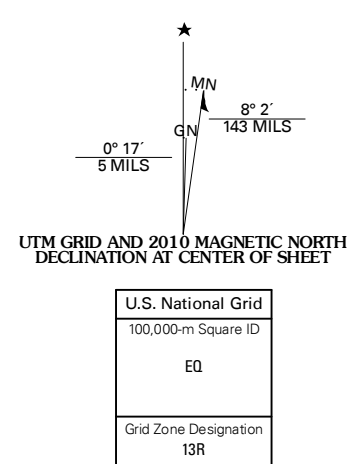 MN
GN
8° 2´
143 MILS
0° 17´
5 MILS
UTM GRID AND 2010 MAGNETIC NORTH
DECLINATION AT CENTER OF SHEET
U.S. National Grid
100,000-m Square ID
EQ
Grid Zone Designation
13R